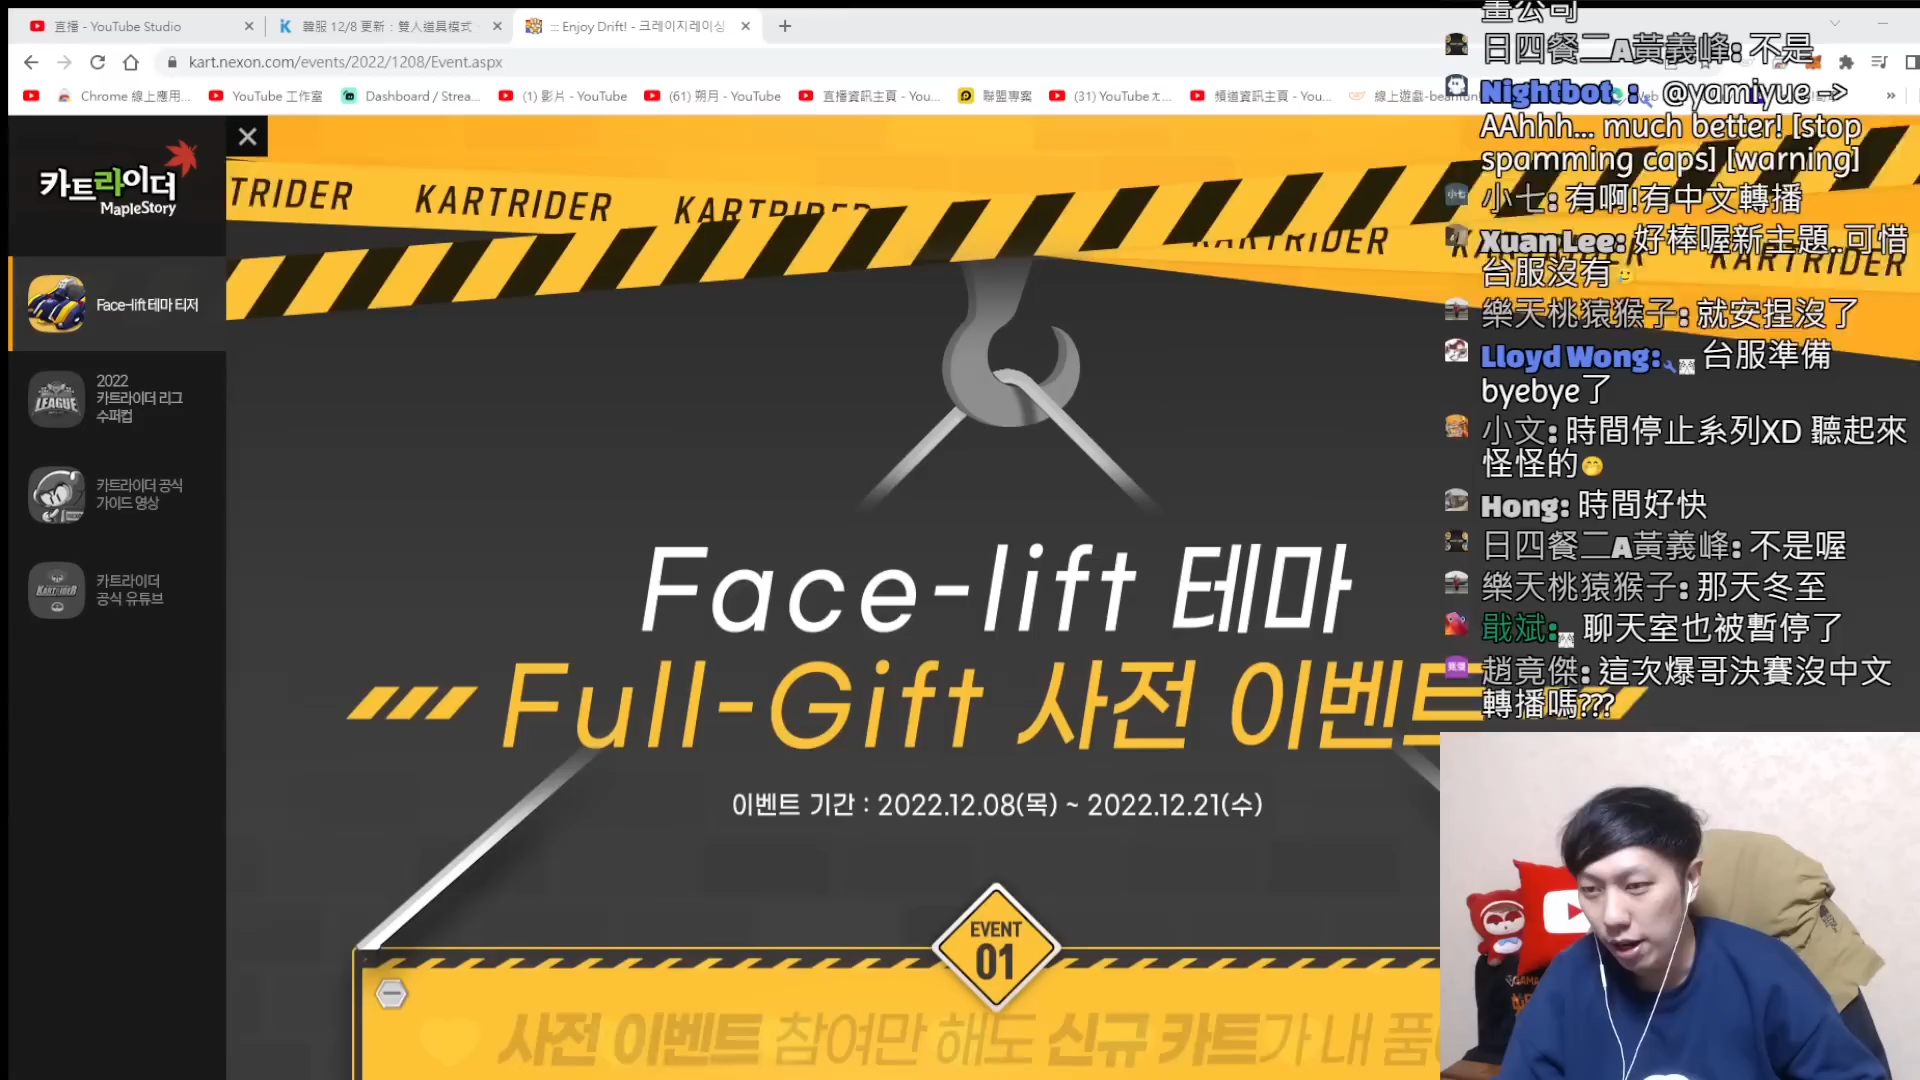 直播 - YouTube Studio
韓服 12/8 更新：雙人道具模式
::: Enjoy Drift! - 크레이지레이싱
kart.nexon.com/events/2022/1208/Event.aspx
Chrome 線上應用...
YouTube 工作室
Dashboard / Strea...
(1) 影片 - YouTube
(61) 朔月 - YouTube
直播資訊主頁 - You...
聯盟專案
(31) YouTube ㄤ...
頻道資訊主頁 - You...
카트라이더
MapleStory
Face-lift 테마 티저
2022
카트라이더 리그
수퍼컵
LEAGUE
카트라이더 공식
가이드 영상
카트라이더
공식 유튜브
KARTRIDER
TRIDER KARTRIDER KARTRIDER
KARTRIDER KARTRIDER KARTRIDER
Face-lift 테마
Full-Gift 사전 이벤트
이벤트 기간 : 2022.12.08(목) ~ 2022.12.21(수)
EVENT
01
사전 이벤트 참여만 해도 신규 카트가 내 품
畫公司
日四餐二A黃義峰: 不是
Nightbot: @yamiyue ->
AAhhh... much better! [stop
spamming caps] [warning]
小七: 有啊!有中文轉播
Xuan Lee: 好棒喔新主題..可惜
台服沒有
樂天桃猿猴子: 就安捏沒了
Lloyd Wong: 台服準備
byebye了
小文: 時間停止系列XD 聽起來
怪怪的
Hong: 時間好快
日四餐二A黃義峰: 不是喔
樂天桃猿猴子: 那天冬至
戢斌: 聊天室也被暫停了
趙竟傑: 這次爆哥決賽沒中文
轉播嗎???